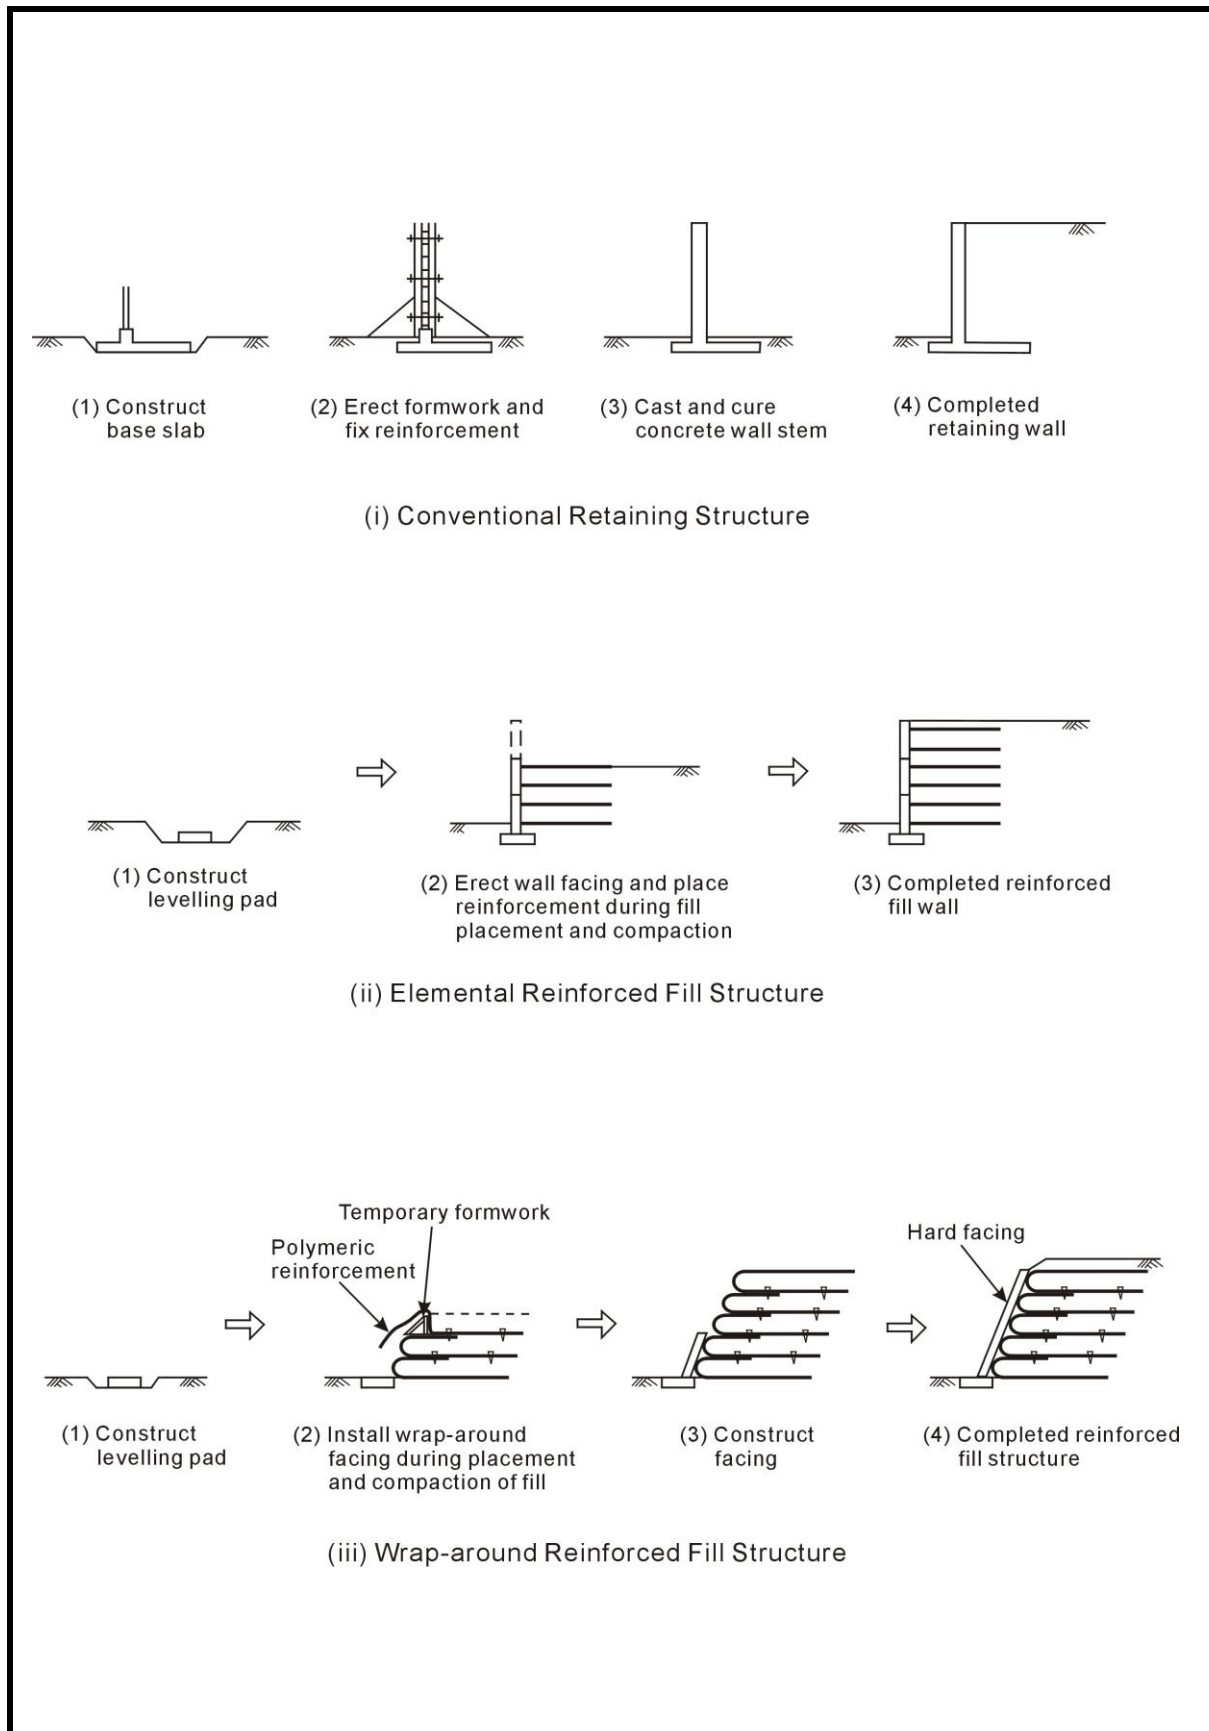 (1) Construct
base slab
(2) Erect formwork and
fix reinforcement
(3) Cast and cure
concrete wall stem
(4) Completed
retaining wall
(i) Conventional Retaining Structure
(1) Construct
levelling pad
(2) Erect wall facing and place
reinforcement during fill
placement and compaction
(3) Completed reinforced
fill wall
(ii) Elemental Reinforced Fill Structure
Temporary formwork
Polymeric
reinforcement
Hard facing
(1) Construct
levelling pad
(2) Install wrap-around
facing during placement
and compaction of fill
(3) Construct
facing
(4) Completed reinforced
fill structure
(iii) Wrap-around Reinforced Fill Structure